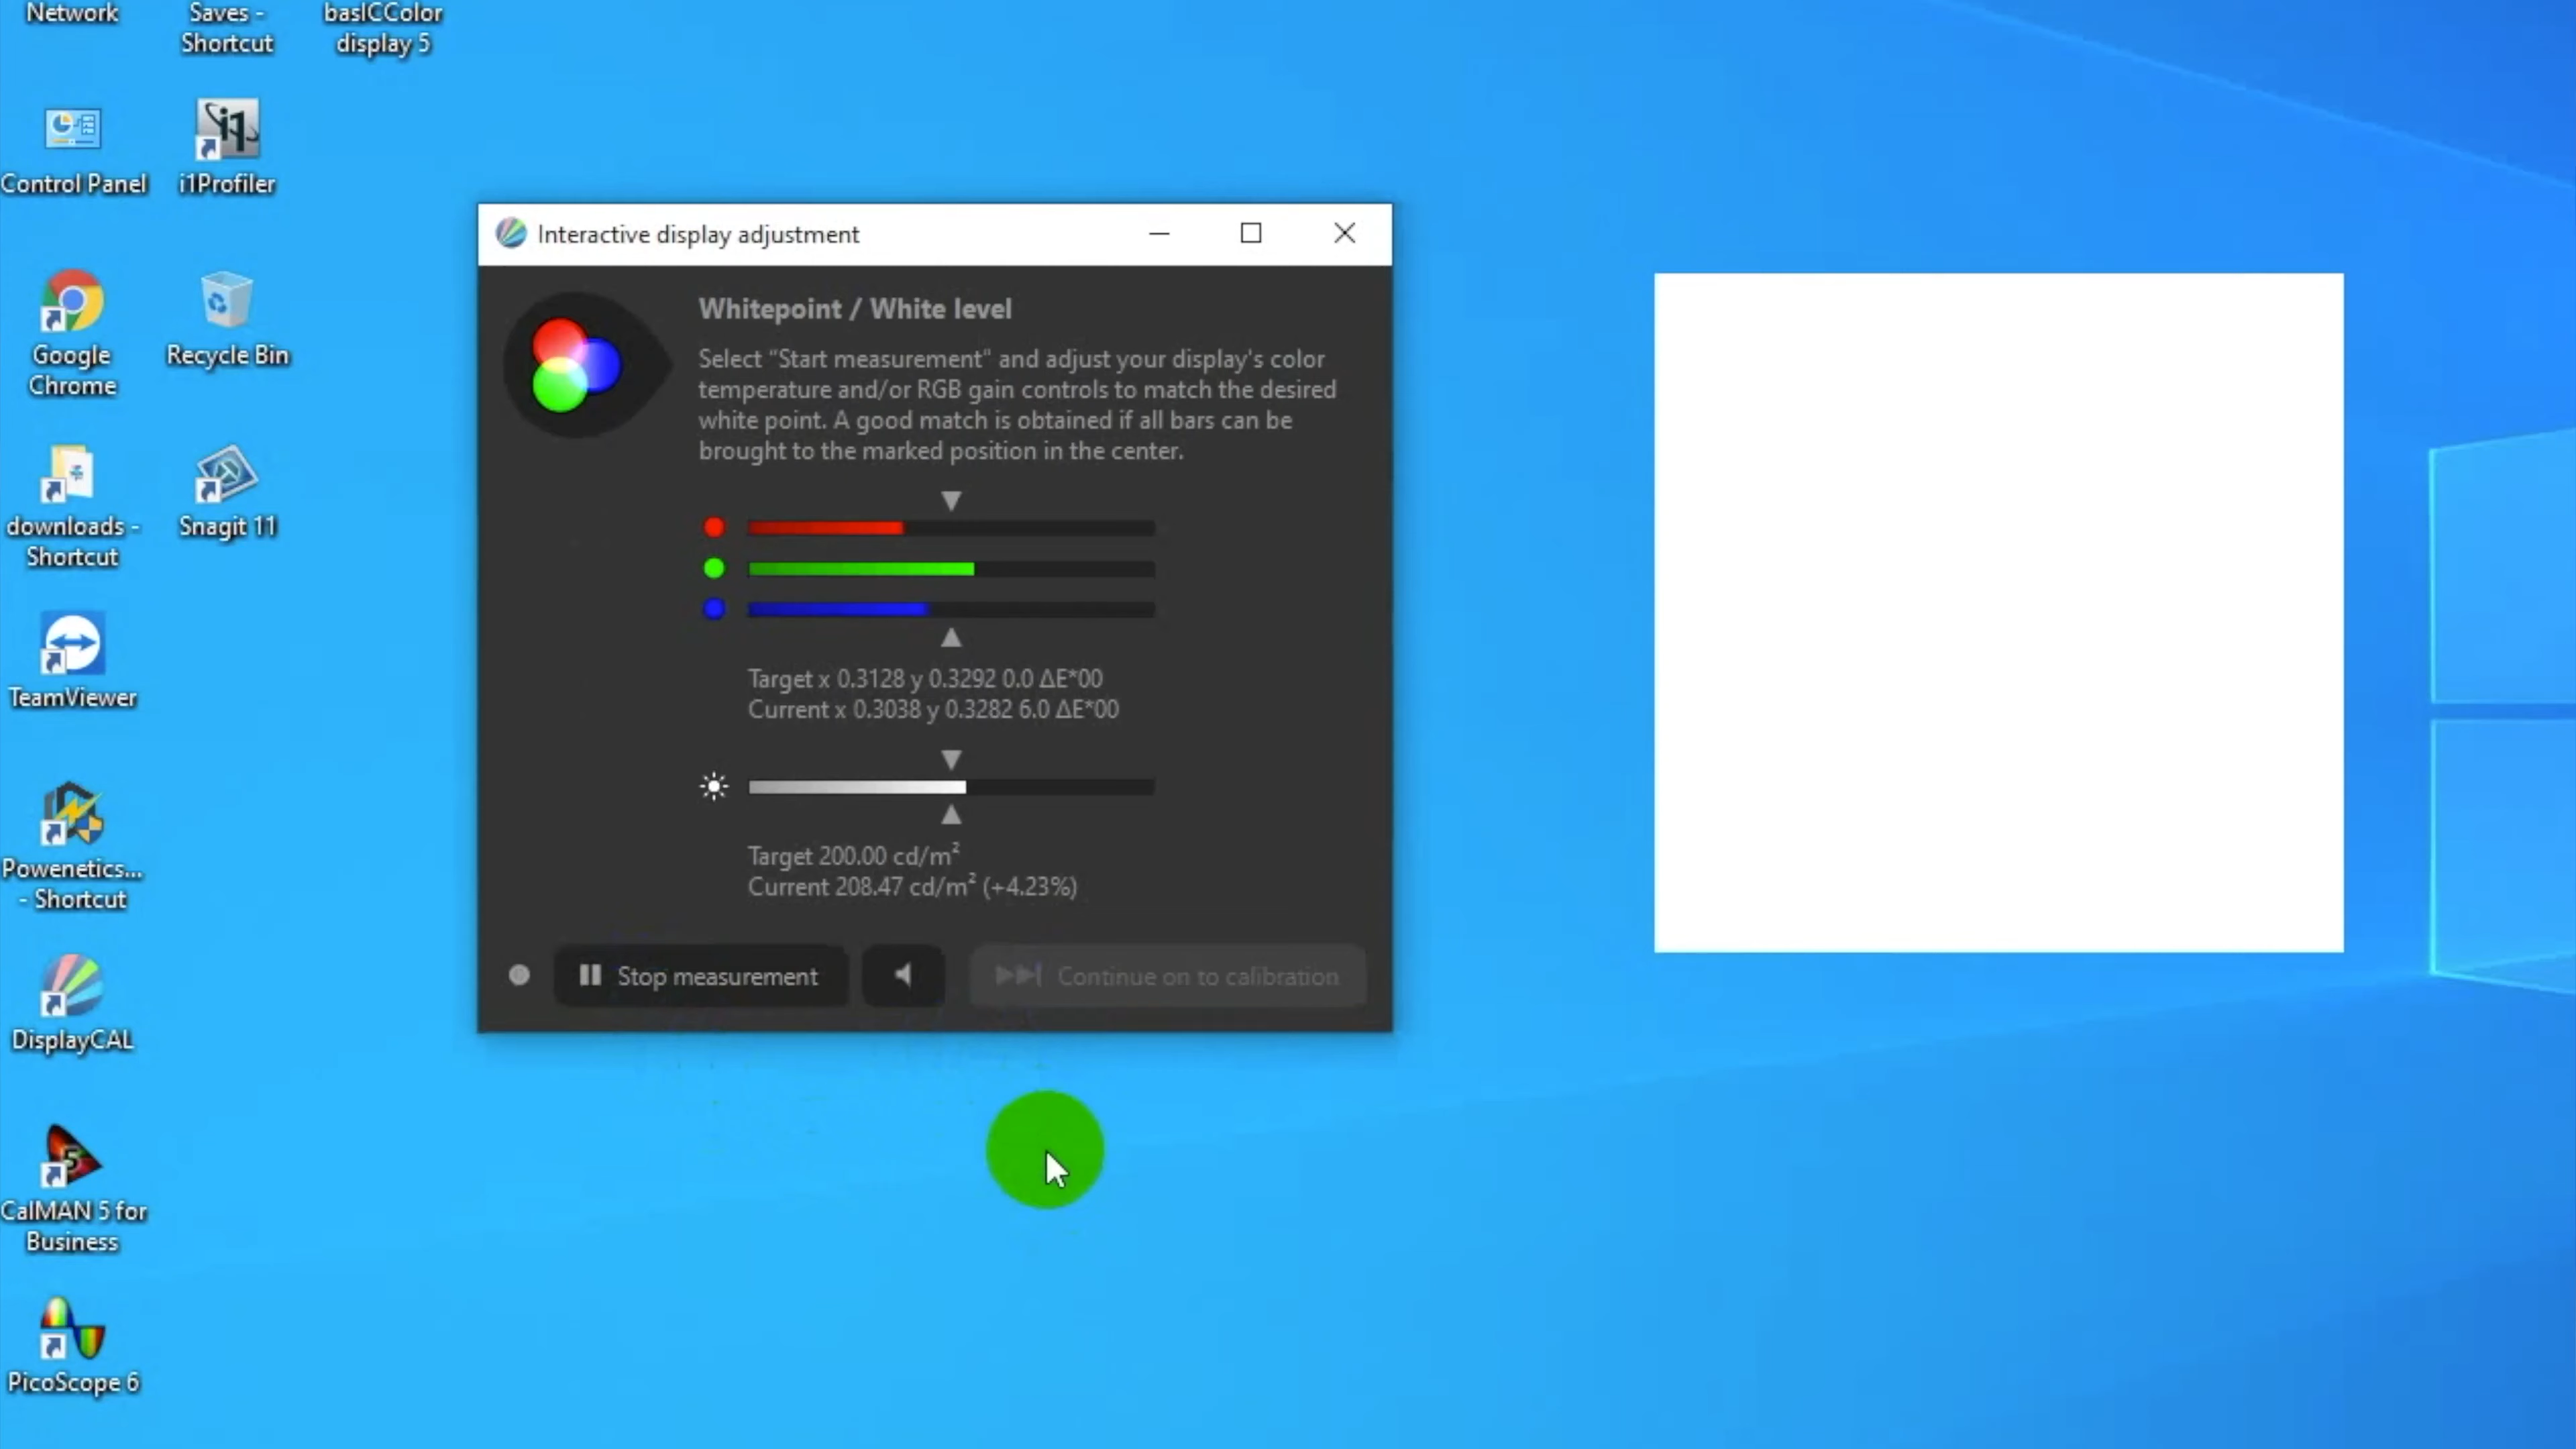 Network
Saves -
Shortcut
basICColor
display 5
Control Panel
i1Profiler
Google
Chrome
Recycle Bin
downloads -
Shortcut
Snagit 11
TeamViewer
Powenetics...
- Shortcut
DisplayCAL
CalMAN 5 for
Business
PicoScope 6
Interactive display adjustment
Whitepoint / White level
Select "Start measurement" and adjust your display's color
temperature and/or RGB gain controls to match the desired
white point. A good match is obtained if all bars can be
brought to the marked position in the center.
Target x 0.3128 y 0.3292 0.0 ΔE*00
Current x 0.3038 y 0.3282 6.0 ΔE*00
Target 200.00 cd/m²
Current 208.47 cd/m² (+4.23%)
Stop measurement
Continue on to calibration